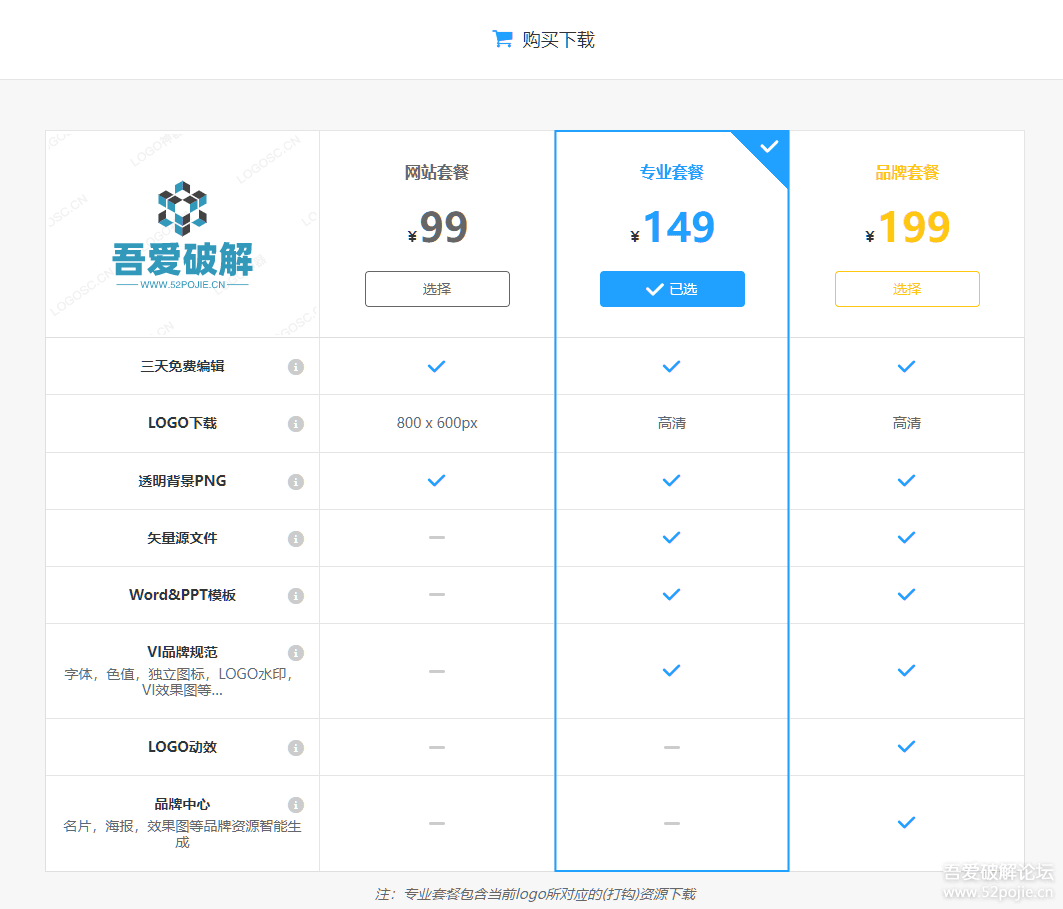 购买下载
LOGO神器
LOGOSC.CN
吾爱破解
WWW.52POJIE.CN
网站套餐
¥99
选择
专业套餐
¥149
已选
品牌套餐
¥199
选择
三天免费编辑
LOGO下载
800 x 600px
高清
高清
透明背景PNG
矢量源文件
Word&PPT模板
VI品牌规范
字体，色值，独立图标，LOGO水印，
VI效果图等...
LOGO动效
品牌中心
名片，海报，效果图等品牌资源智能生
成
注：专业套餐包含当前logo所对应的(打钩)资源下载
吾爱破解论坛
www.52pojie.cn